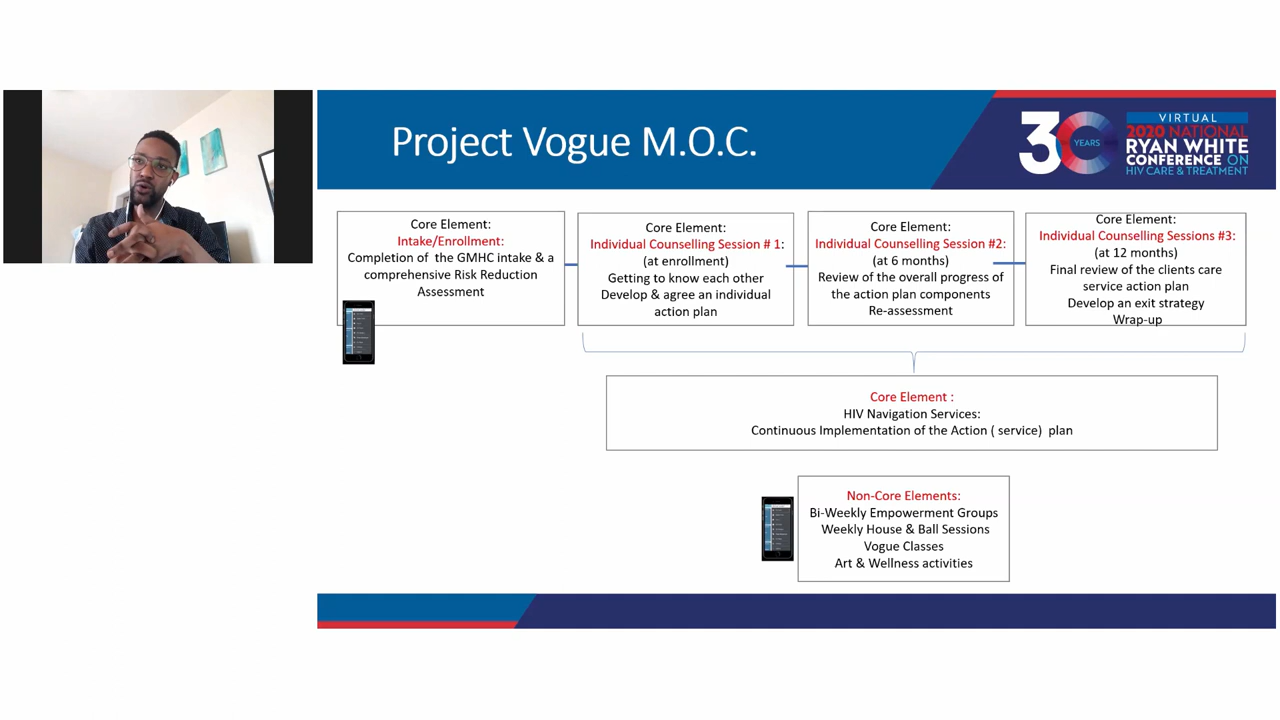 Project Vogue M.O.C.
30 YEARS
VIRTUAL
2020 NATIONAL
RYAN WHITE
CONFERENCE ON
HIV CARE & TREATMENT
Core Element:
Intake/Enrollment:
Completion of the GMHC intake & a
comprehensive Risk Reduction
Assessment
Core Element:
Individual Counselling Session # 1:
(at enrollment)
Getting to know each other
Develop & agree an individual
action plan
Core Element:
Individual Counselling Session #2:
(at 6 months)
Review of the overall progress of
the action plan components
Re-assessment
Core Element:
Individual Counselling Sessions #3:
(at 12 months)
Final review of the clients care
service action plan
Develop an exit strategy
Wrap-up
Core Element :
HIV Navigation Services:
Continuous Implementation of the Action ( service) plan
Non-Core Elements:
Bi-Weekly Empowerment Groups
Weekly House & Ball Sessions
Vogue Classes
Art & Wellness activities